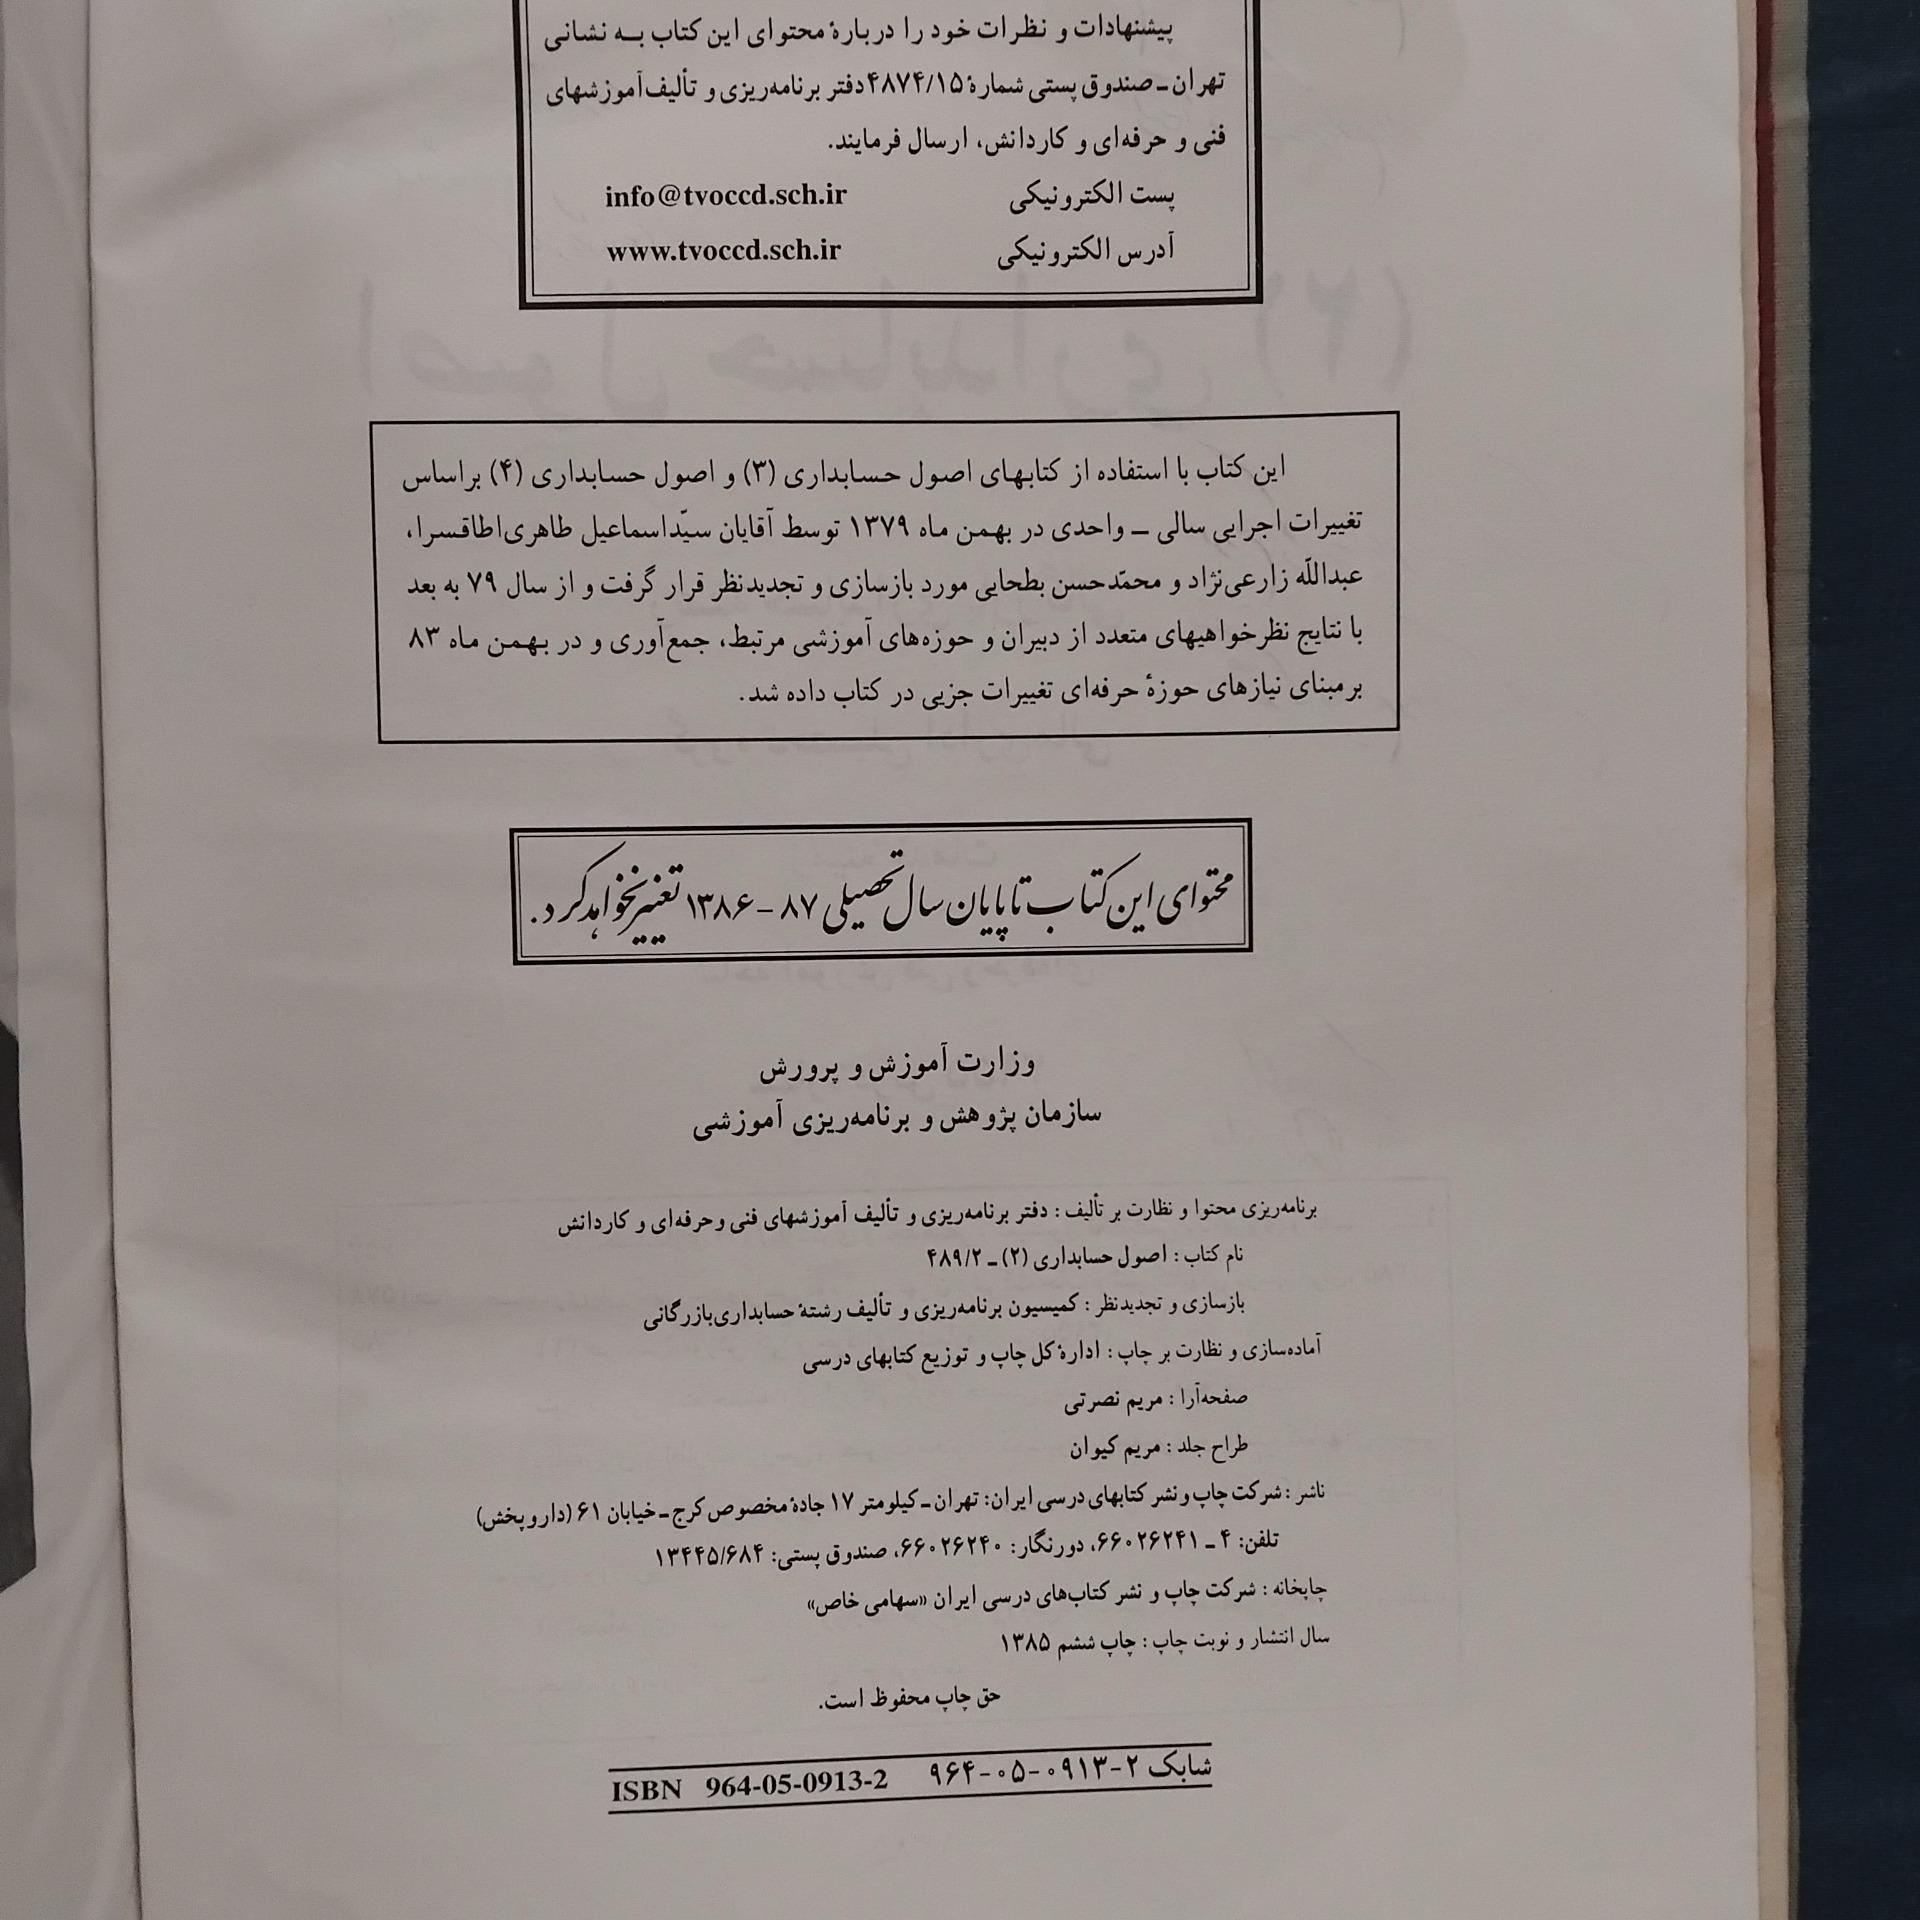 پیشنهادات و نظرات خود را دربارهٔ محتوای این کتاب به نشانی
تهران ـ صندوق پستی شمارهٔ ۴۸۷۴/۱۵ دفتر برنامه‌ریزی و تألیف آموزشهای
فنی و حرفه‌ای و کاردانش، ارسال فرمایند.
پست الکترونیکی info@tvoccd.sch.ir
آدرس الکترونیکی www.tvoccd.sch.ir
این کتاب با استفاده از کتابهای اصول حسابداری (۳) و اصول حسابداری (۴) براساس
تغییرات اجرایی سالی ـ واحدی در بهمن ماه ۱۳۷۹ توسط آقایان سیّداسماعیل طاهری‌اطاقسرا،
عبداللّه زارعی‌نژاد و محمّدحسن بطحایی مورد بازسازی و تجدیدنظر قرار گرفت و از سال ۷۹ به بعد
با نتایج نظرخواهیهای متعدد از دبیران و حوزه‌های آموزشی مرتبط، جمع‌آوری و در بهمن ماه ۸۳
برمبنای نیازهای حوزهٔ حرفه‌ای تغییرات جزیی در کتاب داده شد.
محتوای این کتاب تا پایان سال تحصیلی ۸۷ - ۱۳۸۶ تغییر نخواهد کرد.
وزارت آموزش و پرورش
سازمان پژوهش و برنامه‌ریزی آموزشی
برنامه‌ریزی محتوا و نظارت بر تألیف : دفتر برنامه‌ریزی و تألیف آموزشهای فنی وحرفه‌ای و کاردانش
نام کتاب : اصول حسابداری (۲) ـ ۴۸۹/۲
بازسازی و تجدیدنظر : کمیسیون برنامه‌ریزی و تألیف رشتهٔ حسابداری‌بازرگانی
آماده‌سازی و نظارت بر چاپ : ادارهٔ کل چاپ و توزیع کتابهای درسی
صفحه‌آرا : مریم نصرتی
طراح جلد : مریم کیوان
ناشر : شرکت چاپ و نشر کتابهای درسی ایران: تهران ـ کیلومتر ۱۷ جادهٔ مخصوص کرج ـ خیابان ۶۱ (داروپخش)
تلفن: ۴ ـ ۶۶۰۲۶۲۴۱، دورنگار: ۶۶۰۲۶۲۴۰، صندوق پستی: ۱۳۴۴۵/۶۸۴
چاپخانه : شرکت چاپ و نشر کتاب‌های درسی ایران «سهامی خاص»
سال انتشار و نوبت چاپ : چاپ ششم ۱۳۸۵
حق چاپ محفوظ است.
شابک ۲-۰۹۱۳-۰۵-۹۶۴ ISBN 964-05-0913-2